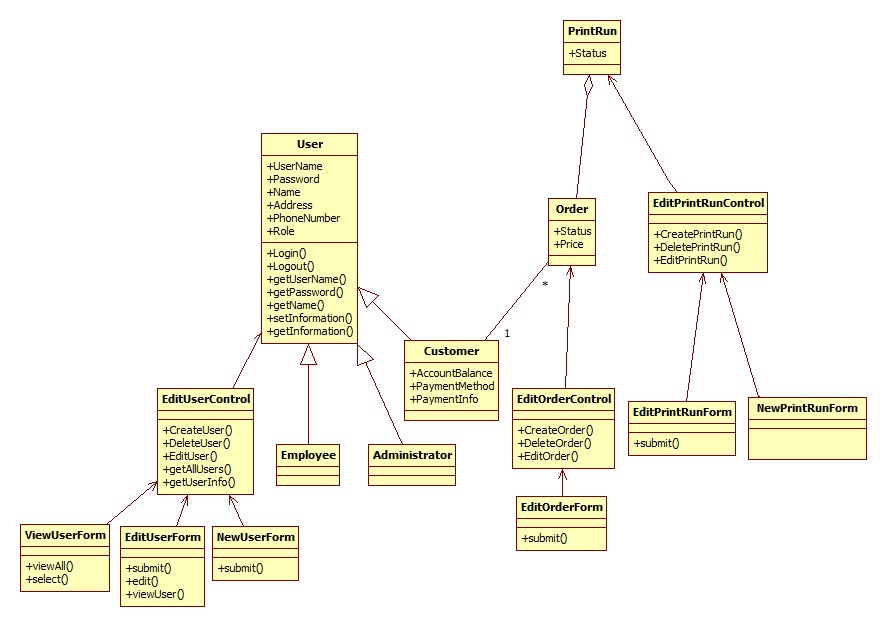 PrintRun
+Status
User
+UserName
+Password
+Name
+Address
+PhoneNumber
+Role
+Login()
+Logout()
+getUserName()
+getPassword()
+getName()
+setInformation()
+getInformation()
Order
+Status
+Price
EditPrintRunControl
+CreatePrintRun()
+DeletePrintRun()
+EditPrintRun()
*
1
Customer
+AccountBalance
+PaymentMethod
+PaymentInfo
EditUserControl
+CreateUser()
+DeleteUser()
+EditUser()
+getAllUsers()
+getUserInfo()
Employee
Administrator
EditOrderControl
+CreateOrder()
+DeleteOrder()
+EditOrder()
EditPrintRunForm
+submit()
NewPrintRunForm
ViewUserForm
+viewAll()
+select()
EditUserForm
+submit()
+edit()
+viewUser()
NewUserForm
+submit()
EditOrderForm
+submit()